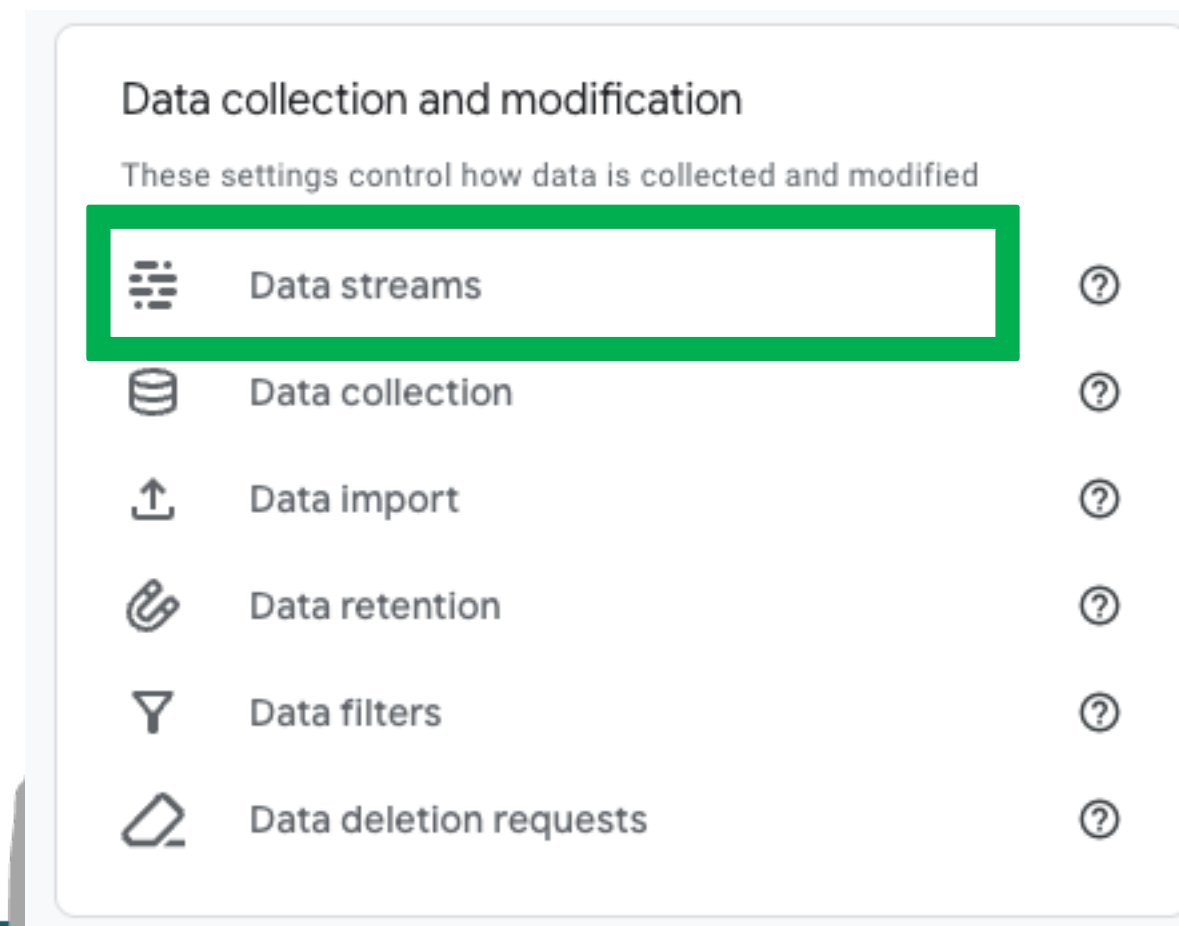 Data collection and modification
These settings control how data is collected and modified
Data streams
Data collection
Data import
Data retention
Data filters
Data deletion requests